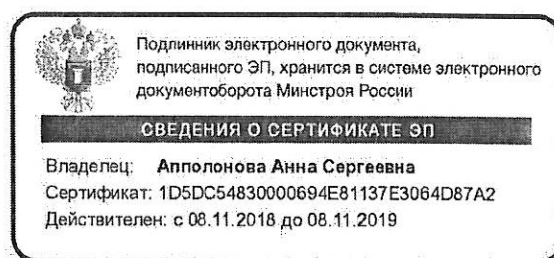 Подлинник электронного документа,
подписанного ЭП, хранится в системе электронного
документоборота Минстроя России
СВЕДЕНИЯ О СЕРТИФИКАТЕ ЭП
Владелец: Апполонова Анна Сергеевна
Сертификат: 1D5DC54830000694E81137E3064D87A2
Действителен: с 08.11.2018 до 08.11.2019